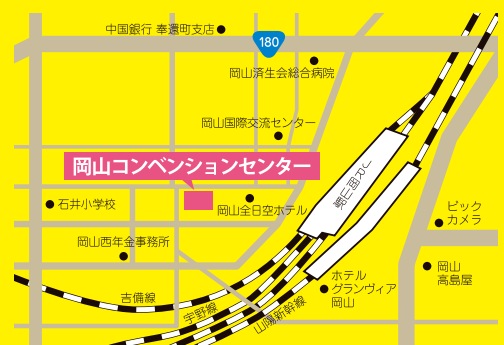 中国銀行 奉還町支店
180
岡山済生会総合病院
岡山国際交流センター
岡山コンベンションセンター
JR岡山駅
石井小学校
岡山全日空ホテル
ビック
カメラ
岡山西年金事務所
岡山
高島屋
ホテル
グランヴィア
岡山
吉備線
宇野線
山陽新幹線